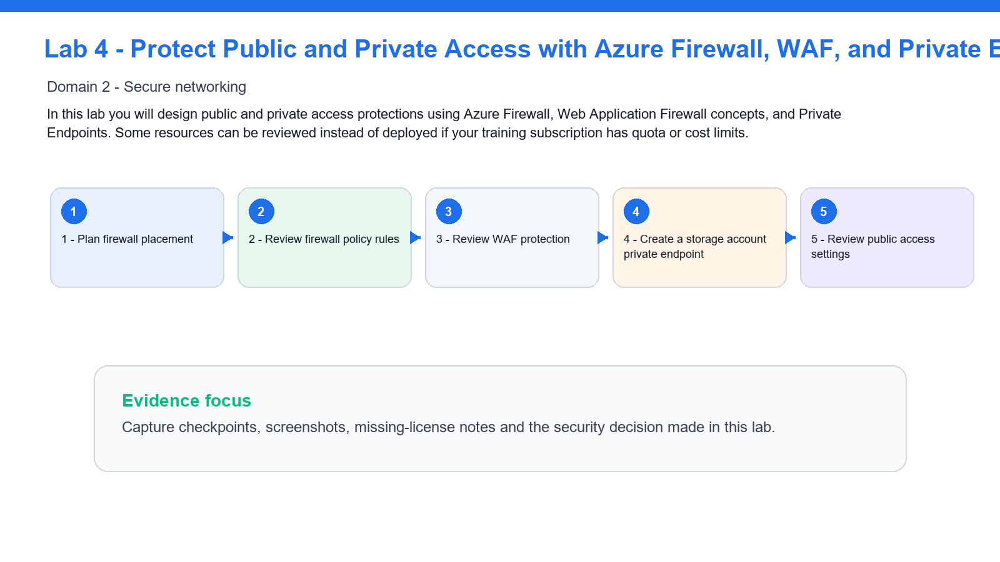 Lab 4 - Protect Public and Private Access with Azure Firewall, WAF, and Private E
Domain 2 - Secure networking
In this lab you will design public and private access protections using Azure Firewall, Web Application Firewall concepts, and Private
Endpoints. Some resources can be reviewed instead of deployed if your training subscription has quota or cost limits.
1
1 - Plan firewall placement
2
2 - Review firewall policy rules
3
3 - Review WAF protection
4
4 - Create a storage account
private endpoint
5
5 - Review public access
settings
Evidence focus
Capture checkpoints, screenshots, missing-license notes and the security decision made in this lab.